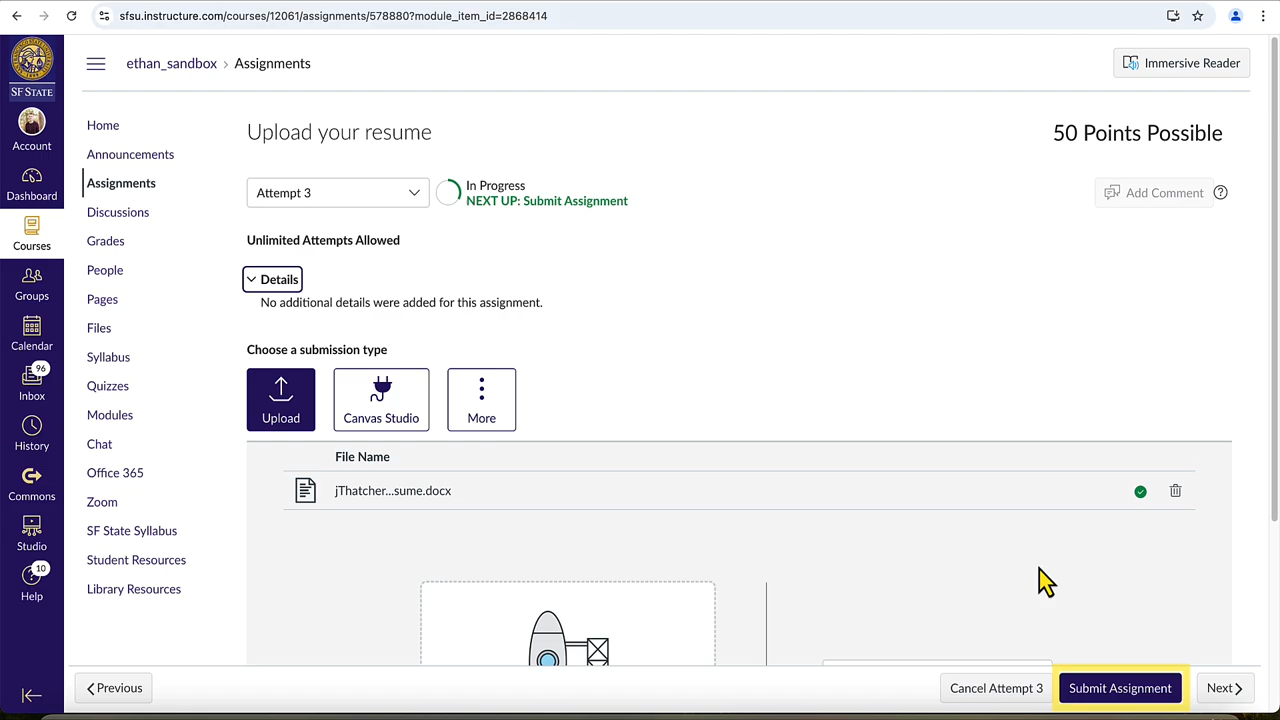 sfsu.instructure.com/courses/12061/assignments/578880?module_item_id=2868414
SF STATE
Account
Dashboard
Courses
Groups
Calendar
96
Inbox
History
Commons
Studio
10
Help
ethan_sandbox › Assignments
Immersive Reader
Home
Announcements
Assignments
Discussions
Grades
People
Pages
Files
Syllabus
Quizzes
Modules
Chat
Office 365
Zoom
SF State Syllabus
Student Resources
Library Resources
Upload your resume
50 Points Possible
Attempt 3
In Progress
NEXT UP: Submit Assignment
Add Comment
Unlimited Attempts Allowed
Details
No additional details were added for this assignment.
Choose a submission type
Upload
Canvas Studio
More
File Name
jThatcher...sume.docx
Previous
Cancel Attempt 3
Submit Assignment
Next